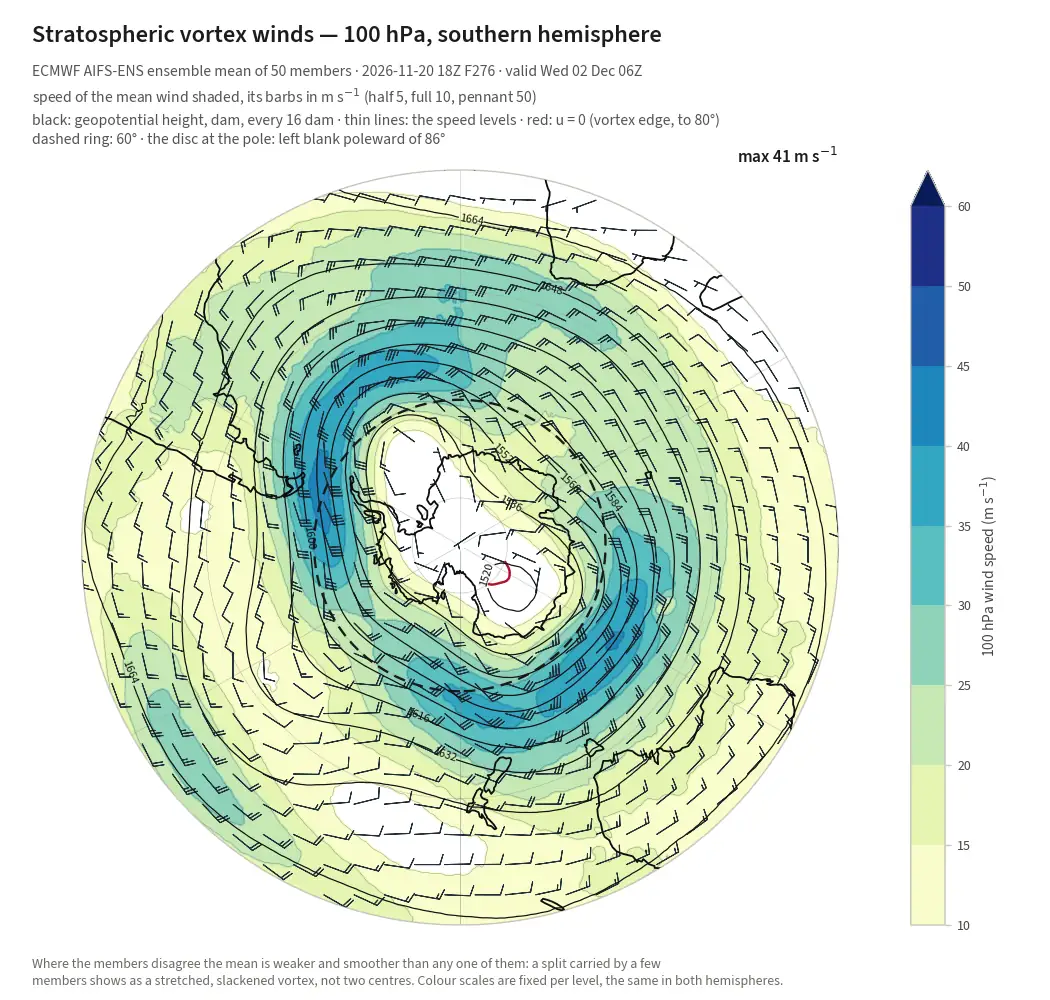 Stratospheric vortex winds — 100 hPa, southern hemisphere
ECMWF AIFS-ENS ensemble mean of 50 members · 2026-11-20 18Z F276 · valid Wed 02 Dec 06Z
speed of the mean wind shaded, its barbs in m s⁻¹ (half 5, full 10, pennant 50)
black: geopotential height, dam, every 16 dam · thin lines: the speed levels · red: u = 0 (vortex edge, to 80°)
dashed ring: 60° · the disc at the pole: left blank poleward of 86°
max 41 m s⁻¹
1664
1648
1552
1568
1536
1584
1600
1520
1664
1616
1632
60
50
45
40
35
30
25
20
15
10
100 hPa wind speed (m s⁻¹)
Where the members disagree the mean is weaker and smoother than any one of them: a split carried by a few
members shows as a stretched, slackened vortex, not two centres. Colour scales are fixed per level, the same in both hemispheres.